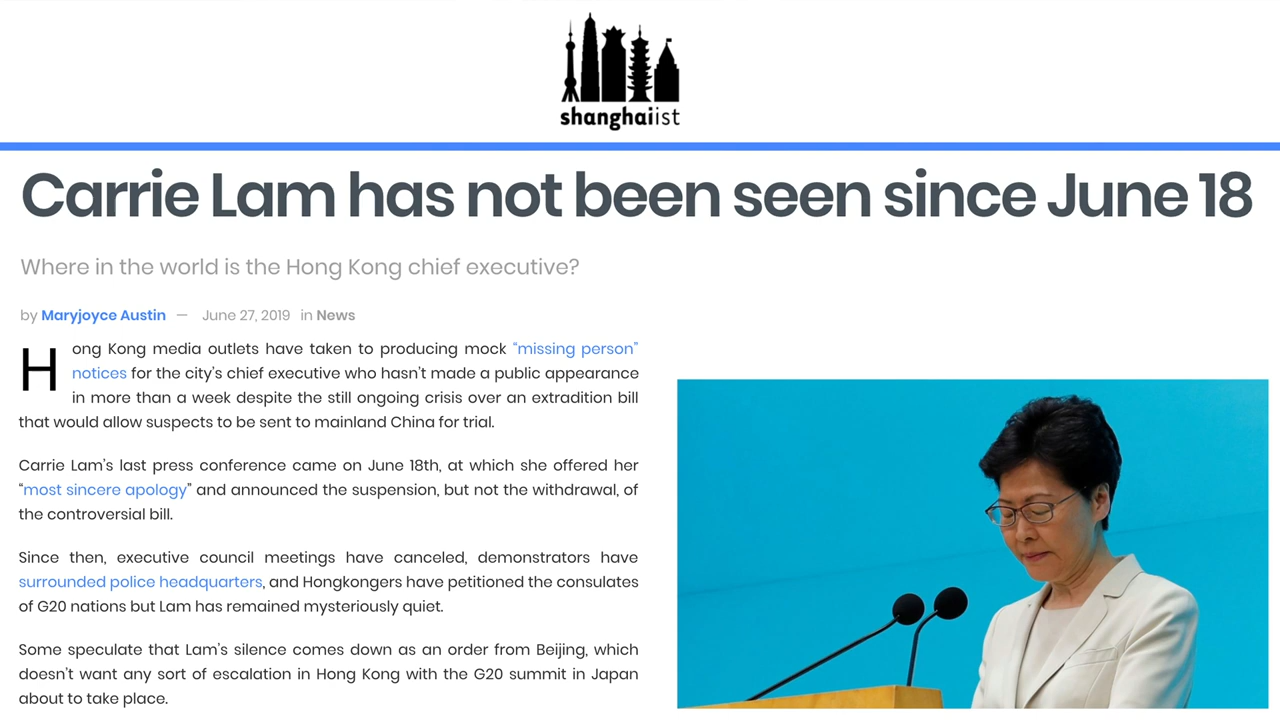 shanghaiist
Carrie Lam has not been seen since June 18
Where in the world is the Hong Kong chief executive?
by Maryjoyce Austin — June 27, 2019 in News
Hong Kong media outlets have taken to producing mock “missing person”
notices for the city’s chief executive who hasn’t made a public appearance
in more than a week despite the still ongoing crisis over an extradition bill
that would allow suspects to be sent to mainland China for trial.
Carrie Lam’s last press conference came on June 18th, at which she offered her
“most sincere apology” and announced the suspension, but not the withdrawal, of
the controversial bill.
Since then, executive council meetings have canceled, demonstrators have
surrounded police headquarters, and Hongkongers have petitioned the consulates
of G20 nations but Lam has remained mysteriously quiet.
Some speculate that Lam’s silence comes down as an order from Beijing, which
doesn’t want any sort of escalation in Hong Kong with the G20 summit in Japan
about to take place.